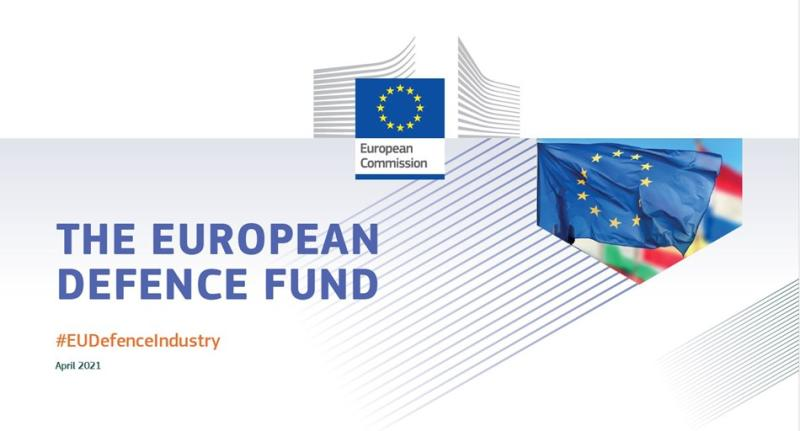 European
Commission
THE EUROPEAN
DEFENCE FUND
#EUDefenceIndustry
April 2021